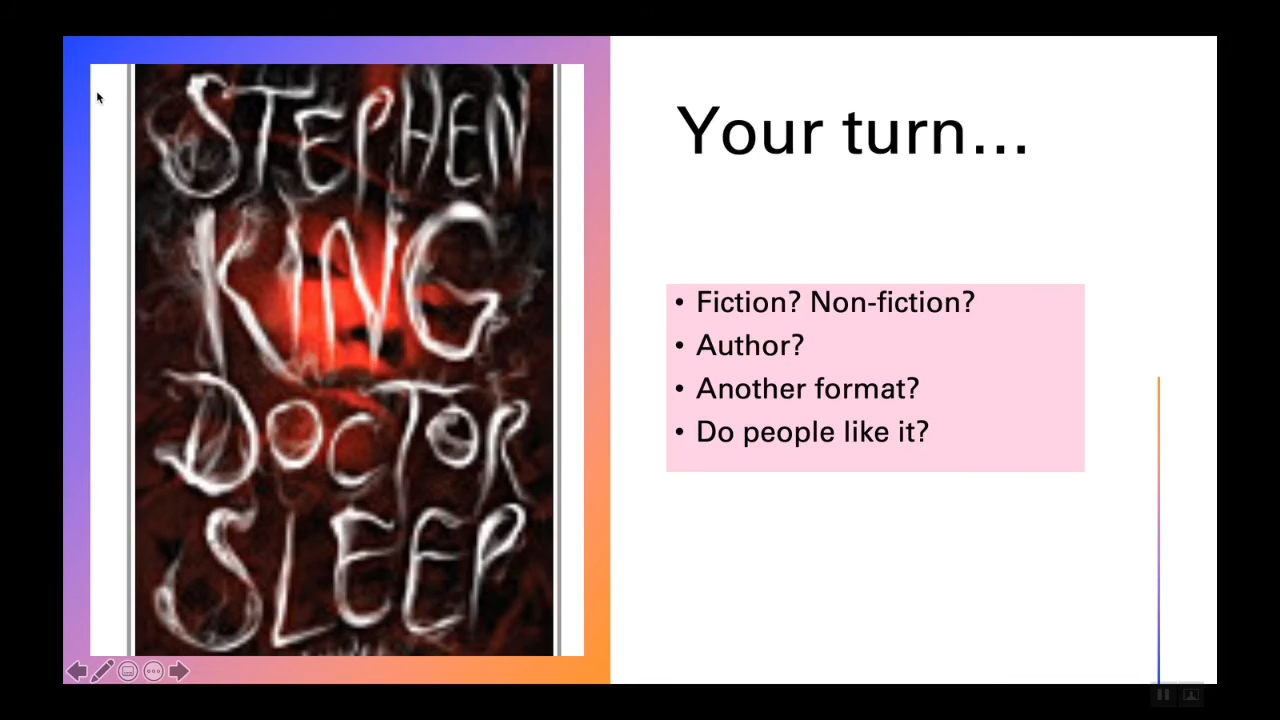 STEPHEN
KING
DOCTOR
SLEEP
Your turn...
• Fiction? Non-fiction?
• Author?
• Another format?
• Do people like it?